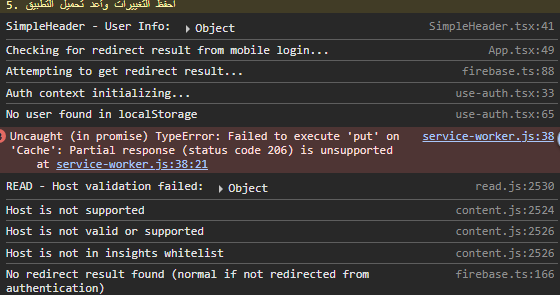 5. احفظ التغييرات وأعد تحميل التطبيق
SimpleHeader - User Info: ▶ Object SimpleHeader.tsx:41
Checking for redirect result from mobile login... App.tsx:49
Attempting to get redirect result... firebase.ts:88
Auth context initializing... use-auth.tsx:33
No user found in localStorage use-auth.tsx:65
Uncaught (in promise) TypeError: Failed to execute 'put' on service-worker.js:38
'Cache': Partial response (status code 206) is unsupported
at service-worker.js:38:21
READ - Host validation failed: ▶ Object read.js:2530
Host is not supported content.js:2524
Host is not valid or supported content.js:2526
Host is not in insights whitelist content.js:2526
No redirect result found (normal if not redirected from firebase.ts:166
authentication)